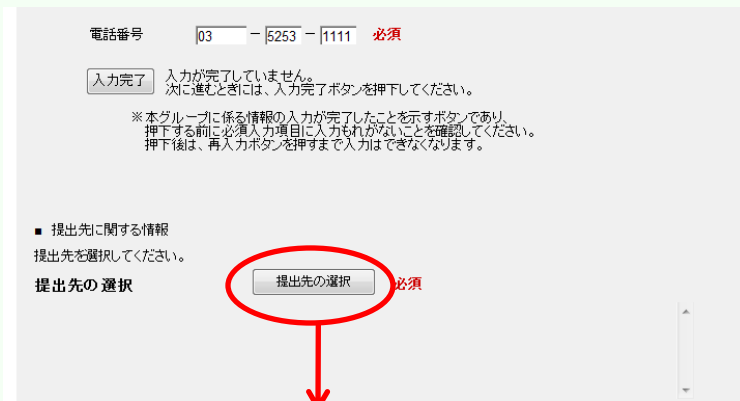 電話番号 03 - 5253 - 1111 必須
入力完了 入力が完了していません。
次に進むときには、入力完了ボタンを押下してください。
※本グループに係る情報の入力が完了したことを示すボタンであり、
押下する前に必須入力項目に入力もれがないことを確認してください。
押下後は、再入力ボタンを押すまで入力はできなくなります。
■ 提出先に関する情報
提出先を選択してください。
提出先の選択 提出先の選択 必須